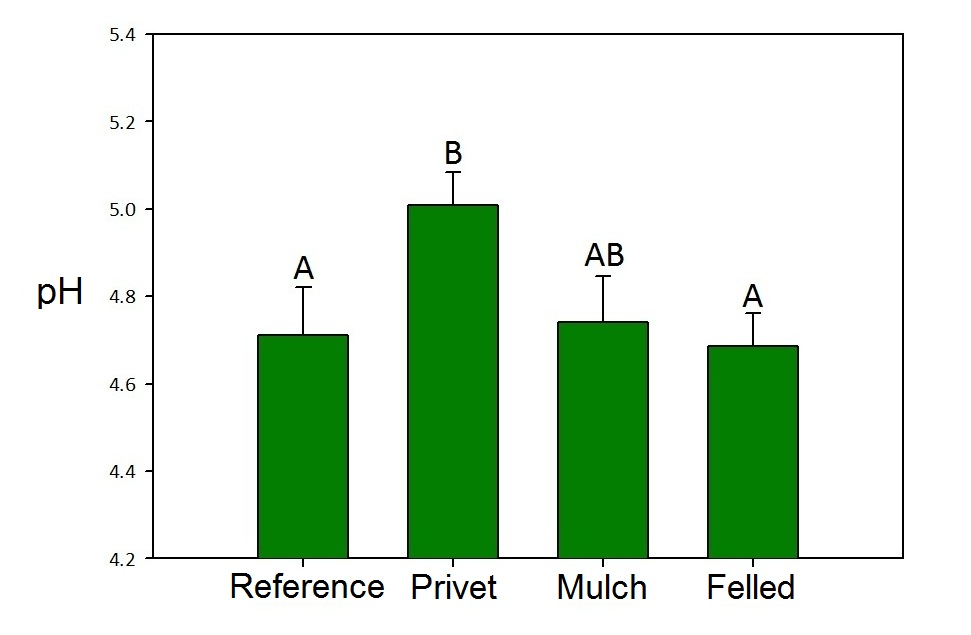 5.4
5.2
B
5.0
AB
A
A
pH
4.8
4.6
4.4
4.2
Reference Privet Mulch Felled